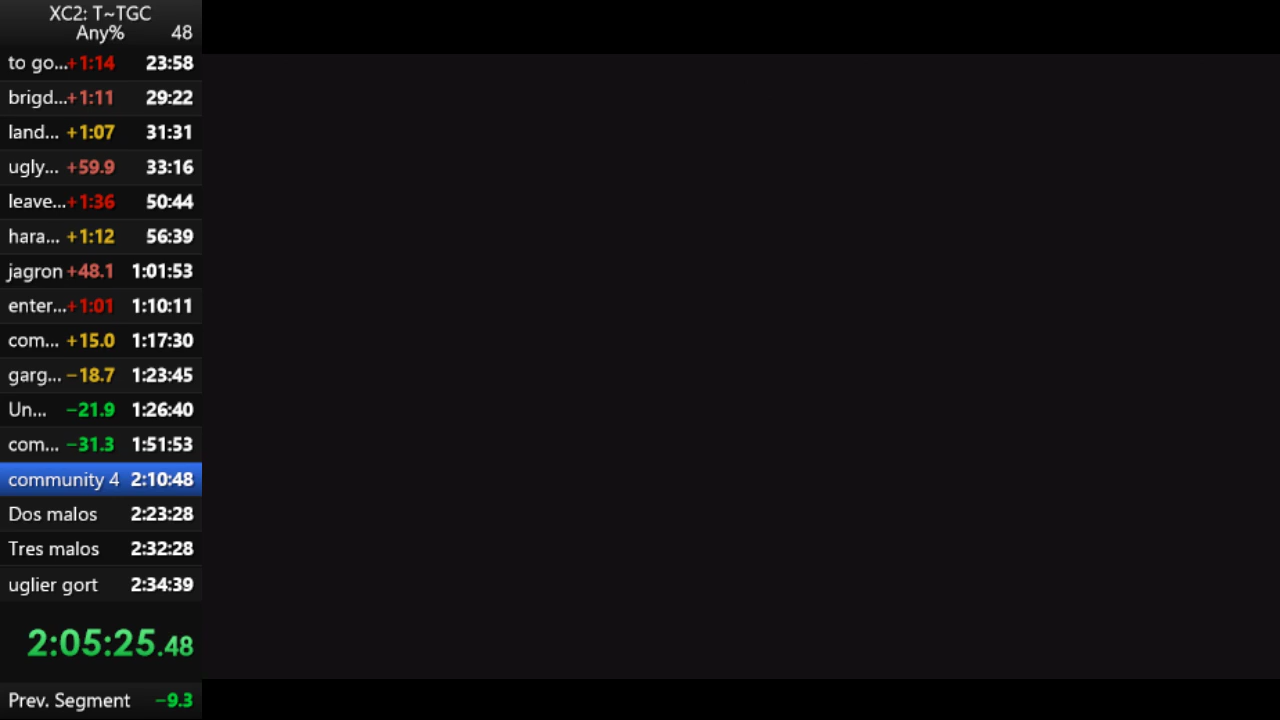 XC2: T~TGC
Any% 48
to go... +1:14 23:58
brigd... +1:11 29:22
land... +1:07 31:31
ugly... +59.9 33:16
leave... +1:36 50:44
hara... +1:12 56:39
jagron +48.1 1:01:53
enter... +1:01 1:10:11
com... +15.0 1:17:30
garg... −18.7 1:23:45
Un... −21.9 1:26:40
com... −31.3 1:51:53
community 4 2:10:48
Dos malos 2:23:28
Tres malos 2:32:28
uglier gort 2:34:39
2:05:25.48
Prev. Segment −9.3